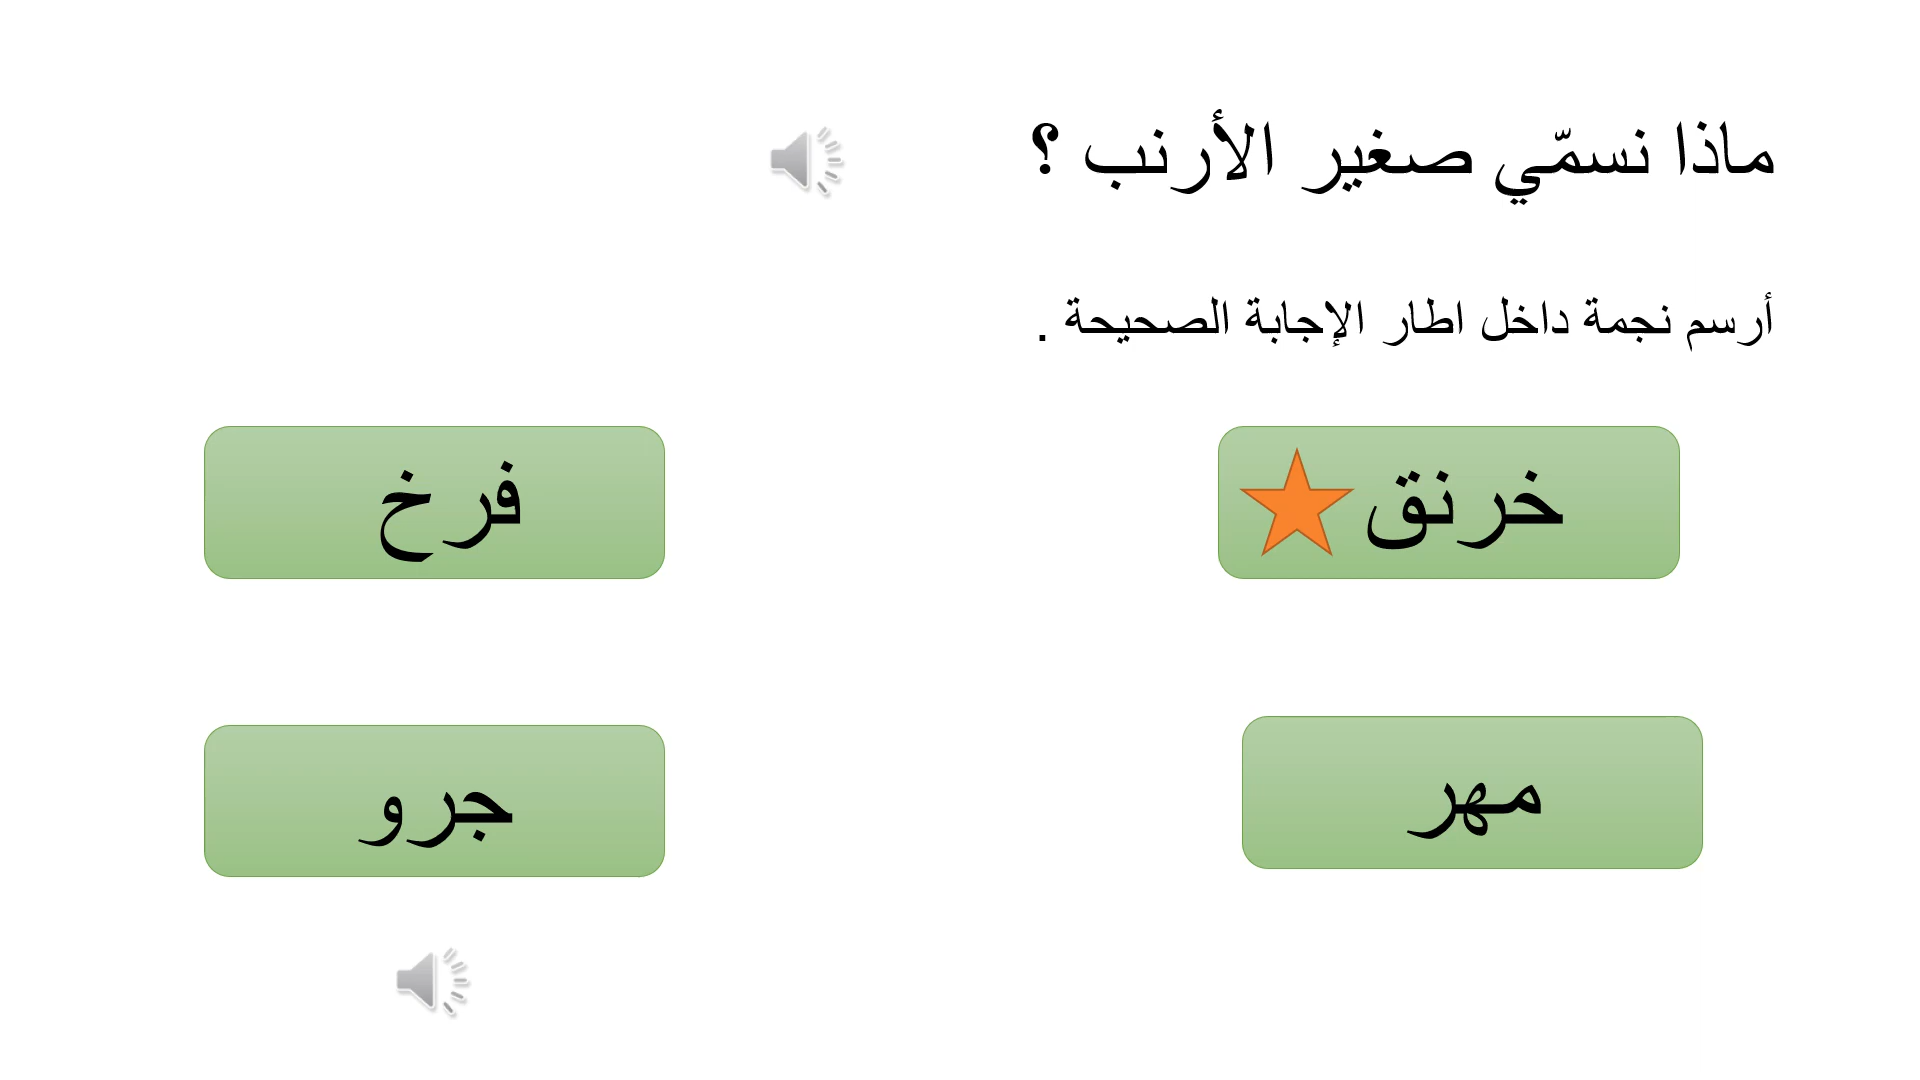 ماذا نسمّي صغير الأرنب ؟
أرسم نجمة داخل اطار الإجابة الصحيحة .
خرنق
فرخ
مهر
جرو